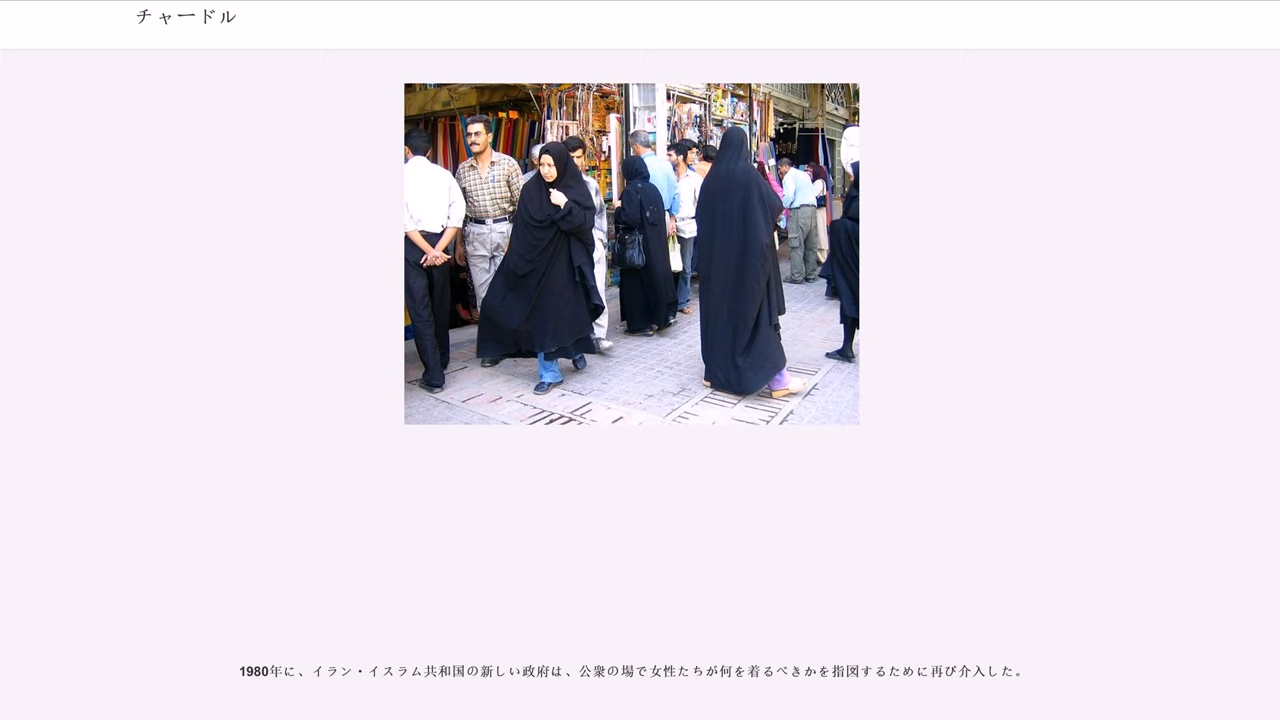 チャードル
1980年に、イラン・イスラム共和国の新しい政府は、公衆の場で女性たちが何を着るべきかを指図するために再び介入した。